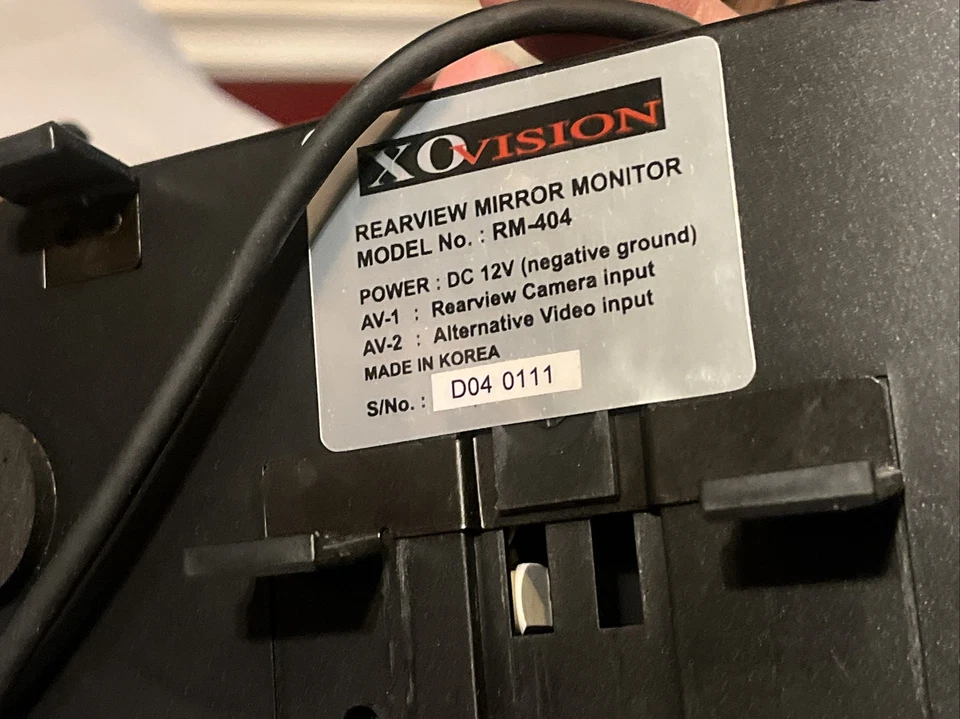 XOVISION
REARVIEW MIRROR MONITOR
MODEL No. : RM-404
POWER : DC 12V (negative ground)
AV-1 : Rearview Camera input
AV-2 : Alternative Video input
MADE IN KOREA
S/No. : D04 0111